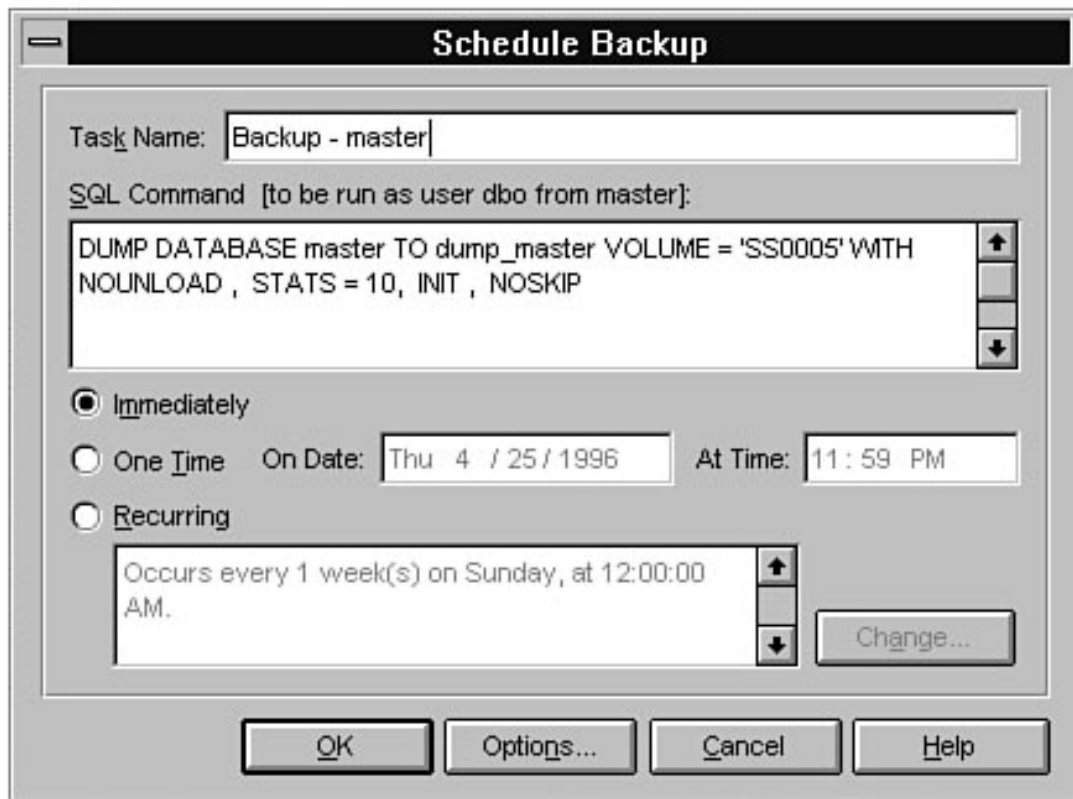 Schedule Backup
Task Name: Backup - master
SQL Command [to be run as user dbo from master]:
DUMP DATABASE master TO dump_master VOLUME = 'SS0005' WITH
NOUNLOAD , STATS = 10, INIT , NOSKIP
Immediately
One Time On Date: Thu 4 / 25 / 1996 At Time: 11 : 59 PM
Recurring
Occurs every 1 week(s) on Sunday, at 12:00:00
AM.
Change...
OK Options... Cancel Help